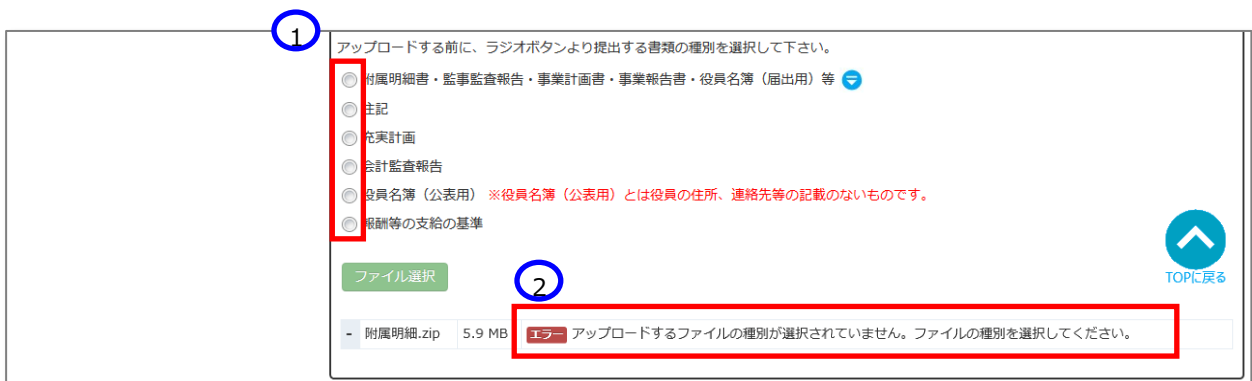 1
アップロードする前に、ラジオボタンより提出する書類の種別を選択して下さい。
附属明細書・監事監査報告・事業計画書・事業報告書・役員名簿（届出用）等
注記
充実計画
会計監査報告
役員名簿（公表用） ※役員名簿（公表用）とは役員の住所、連絡先等の記載のないものです。
報酬等の支給の基準
TOPに戻る
ファイル選択
2
- 附属明細.zip 5.9 MB エラー アップロードするファイルの種別が選択されていません。ファイルの種別を選択してください。